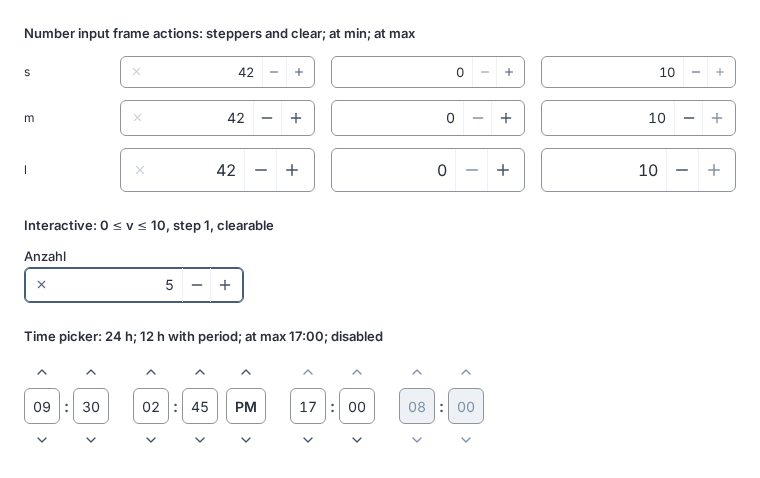 Number input frame actions: steppers and clear; at min; at max
s × 42 − + 0 − + 10 − +
m × 42 − + 0 − + 10 − +
l × 42 − + 0 − + 10 − +
Interactive: 0 ≤ v ≤ 10, step 1, clearable
Anzahl
× 5 − +
Time picker: 24 h; 12 h with period; at max 17:00; disabled
09 : 30 02 : 45 PM 17 : 00 08 : 00